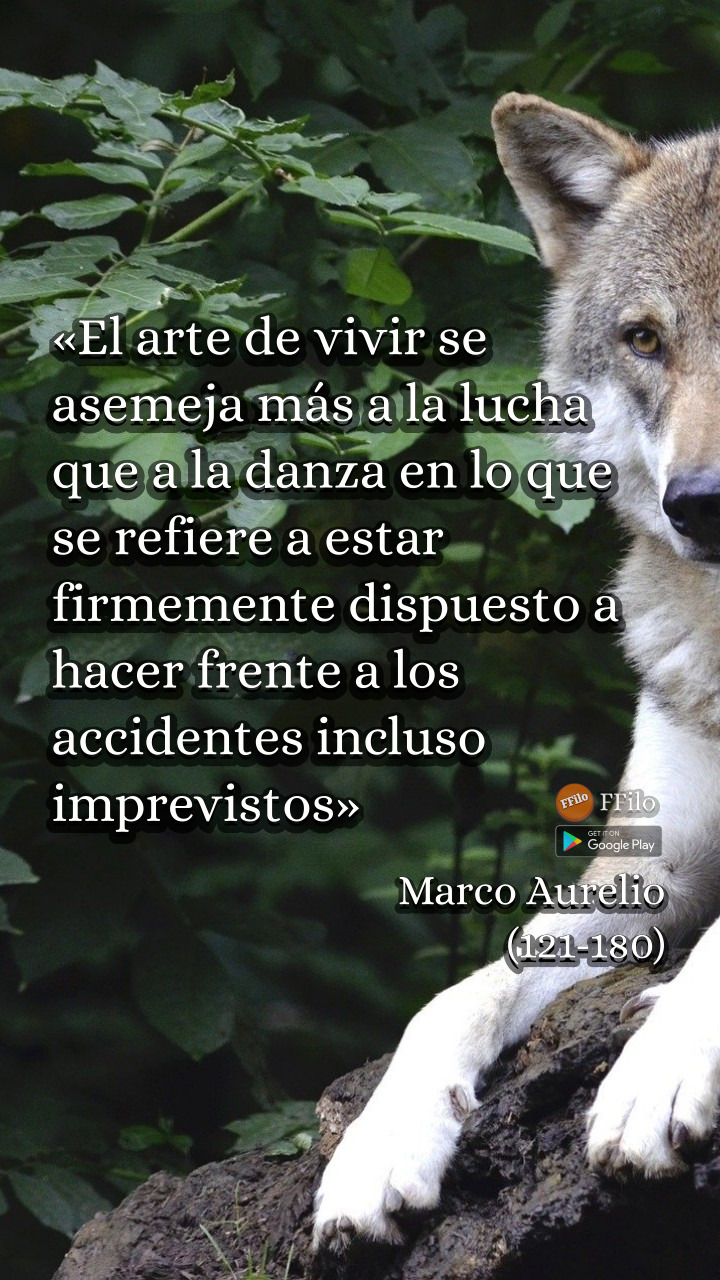 «El arte de vivir se
asemeja más a la lucha
que a la danza en lo que
se refiere a estar
firmemente dispuesto a
hacer frente a los
accidentes incluso
imprevistos»
FFilo FFilo
GET IT ON
Google Play
Marco Aurelio
(121-180)